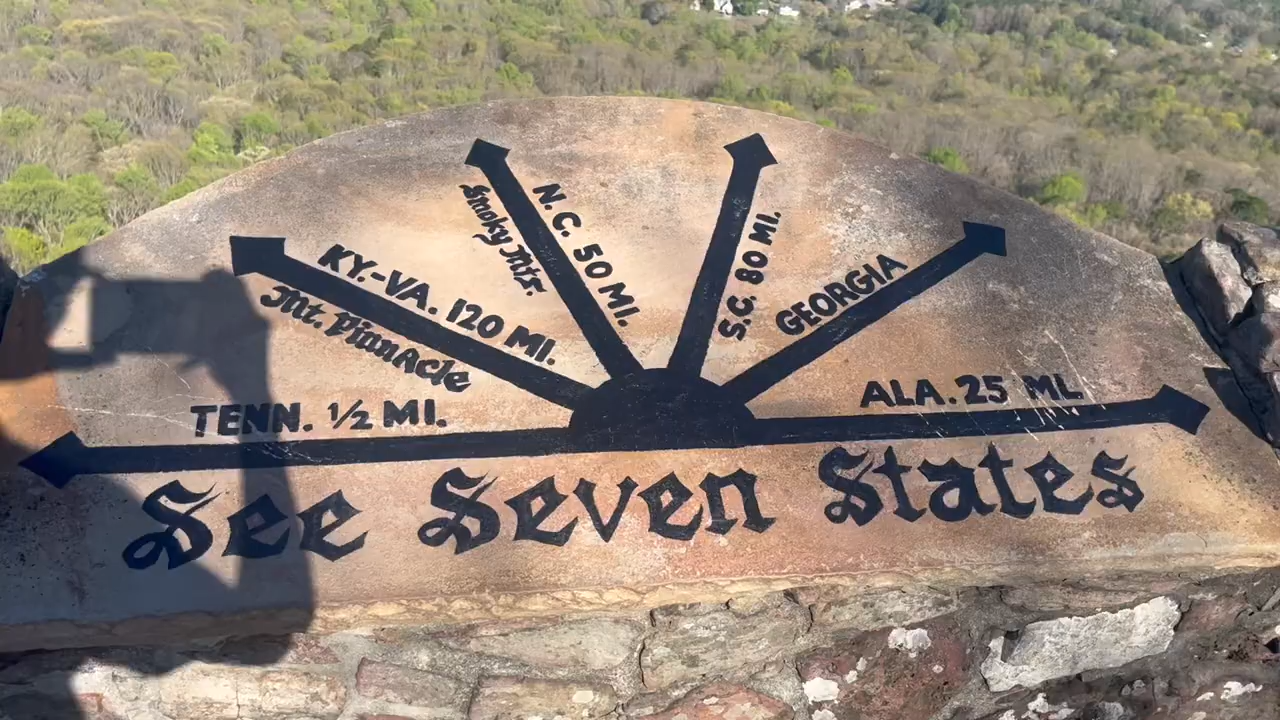 KY.-VA. 120 MI.
Mt. Pinnacle
N.C. 50 MI.
Smoky Mts.
S.C. 80 MI.
GEORGIA
TENN. ½ MI.
ALA. 25 MI.
See Seven States